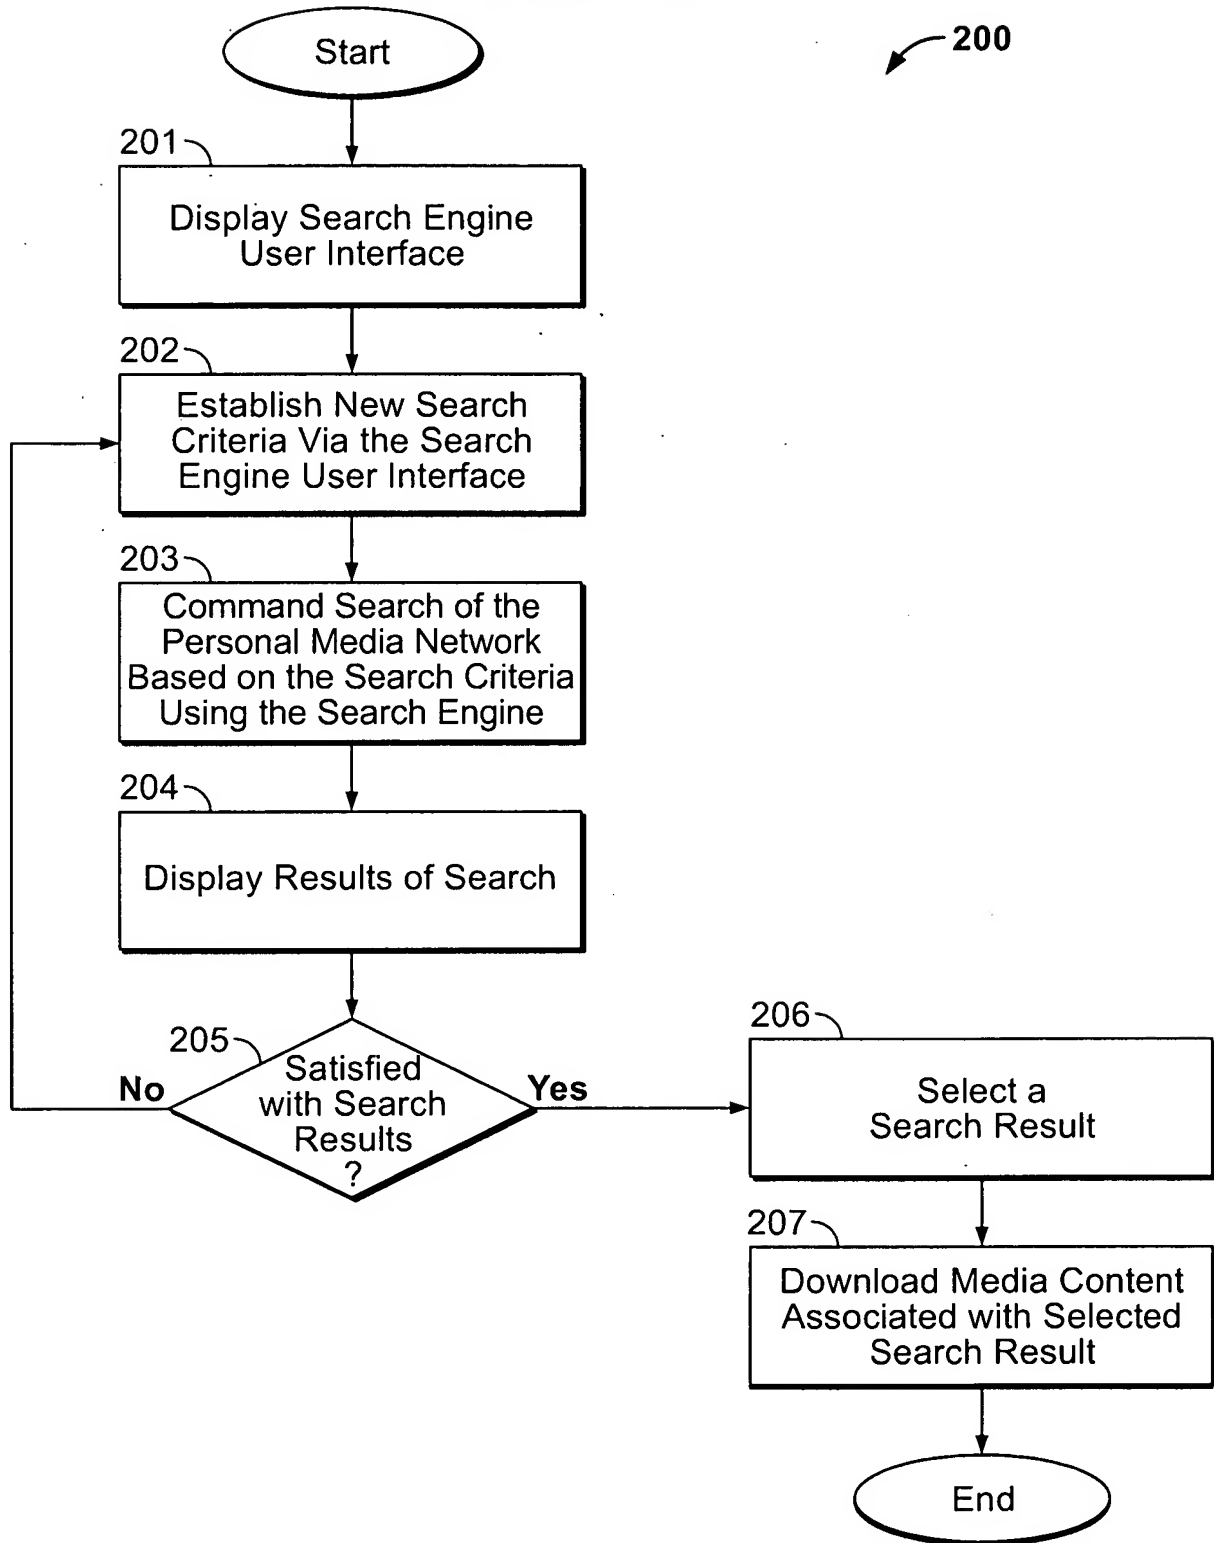 Start
200
201
Display Search Engine
User Interface
202
Establish New Search
Criteria Via the Search
Engine User Interface
203
Command Search of the
Personal Media Network
Based on the Search Criteria
Using the Search Engine
204
Display Results of Search
205
Satisfied
with Search
Results
?
No
Yes
206
Select a
Search Result
207
Download Media Content
Associated with Selected
Search Result
End